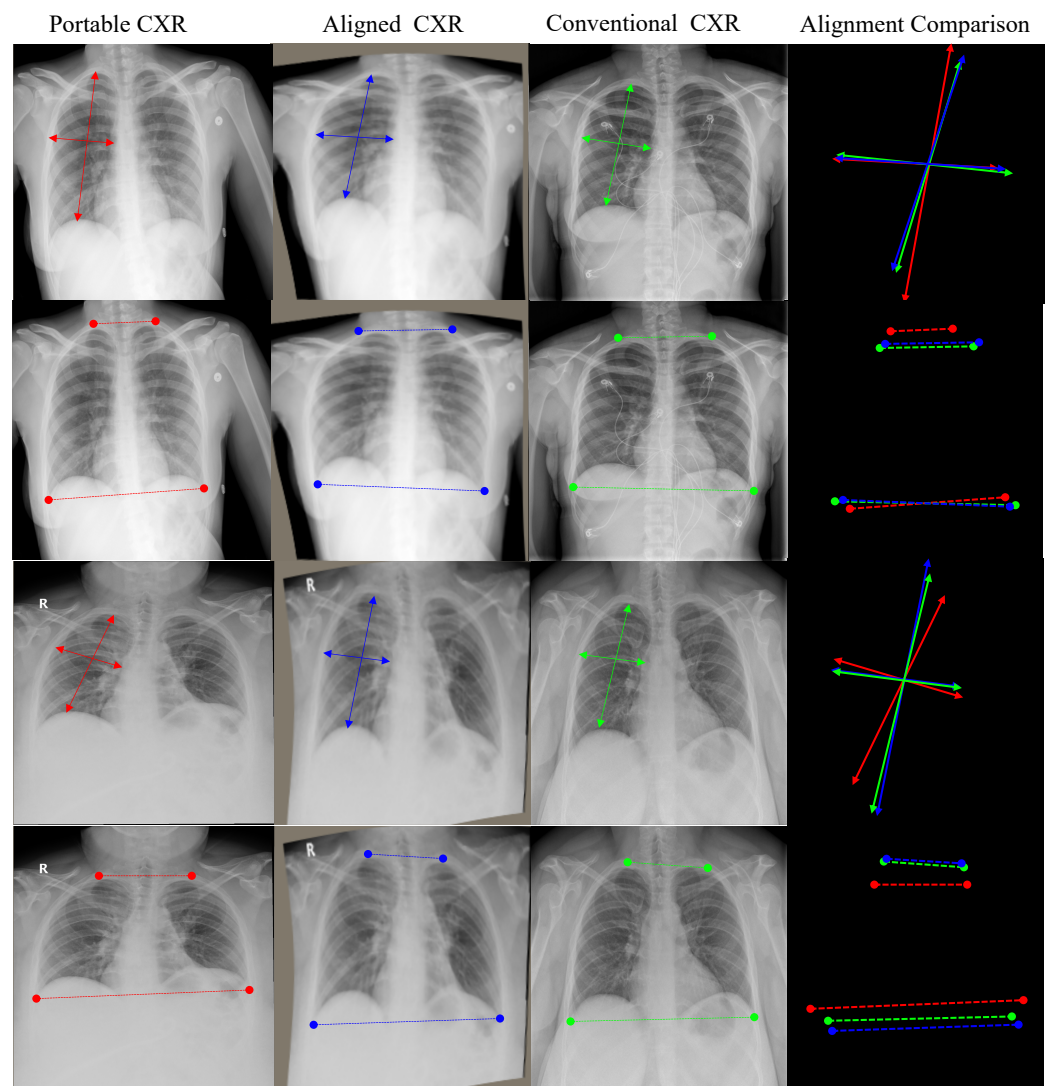 Portable CXR
Aligned CXR
Conventional CXR
Alignment Comparison
R
R
R
R